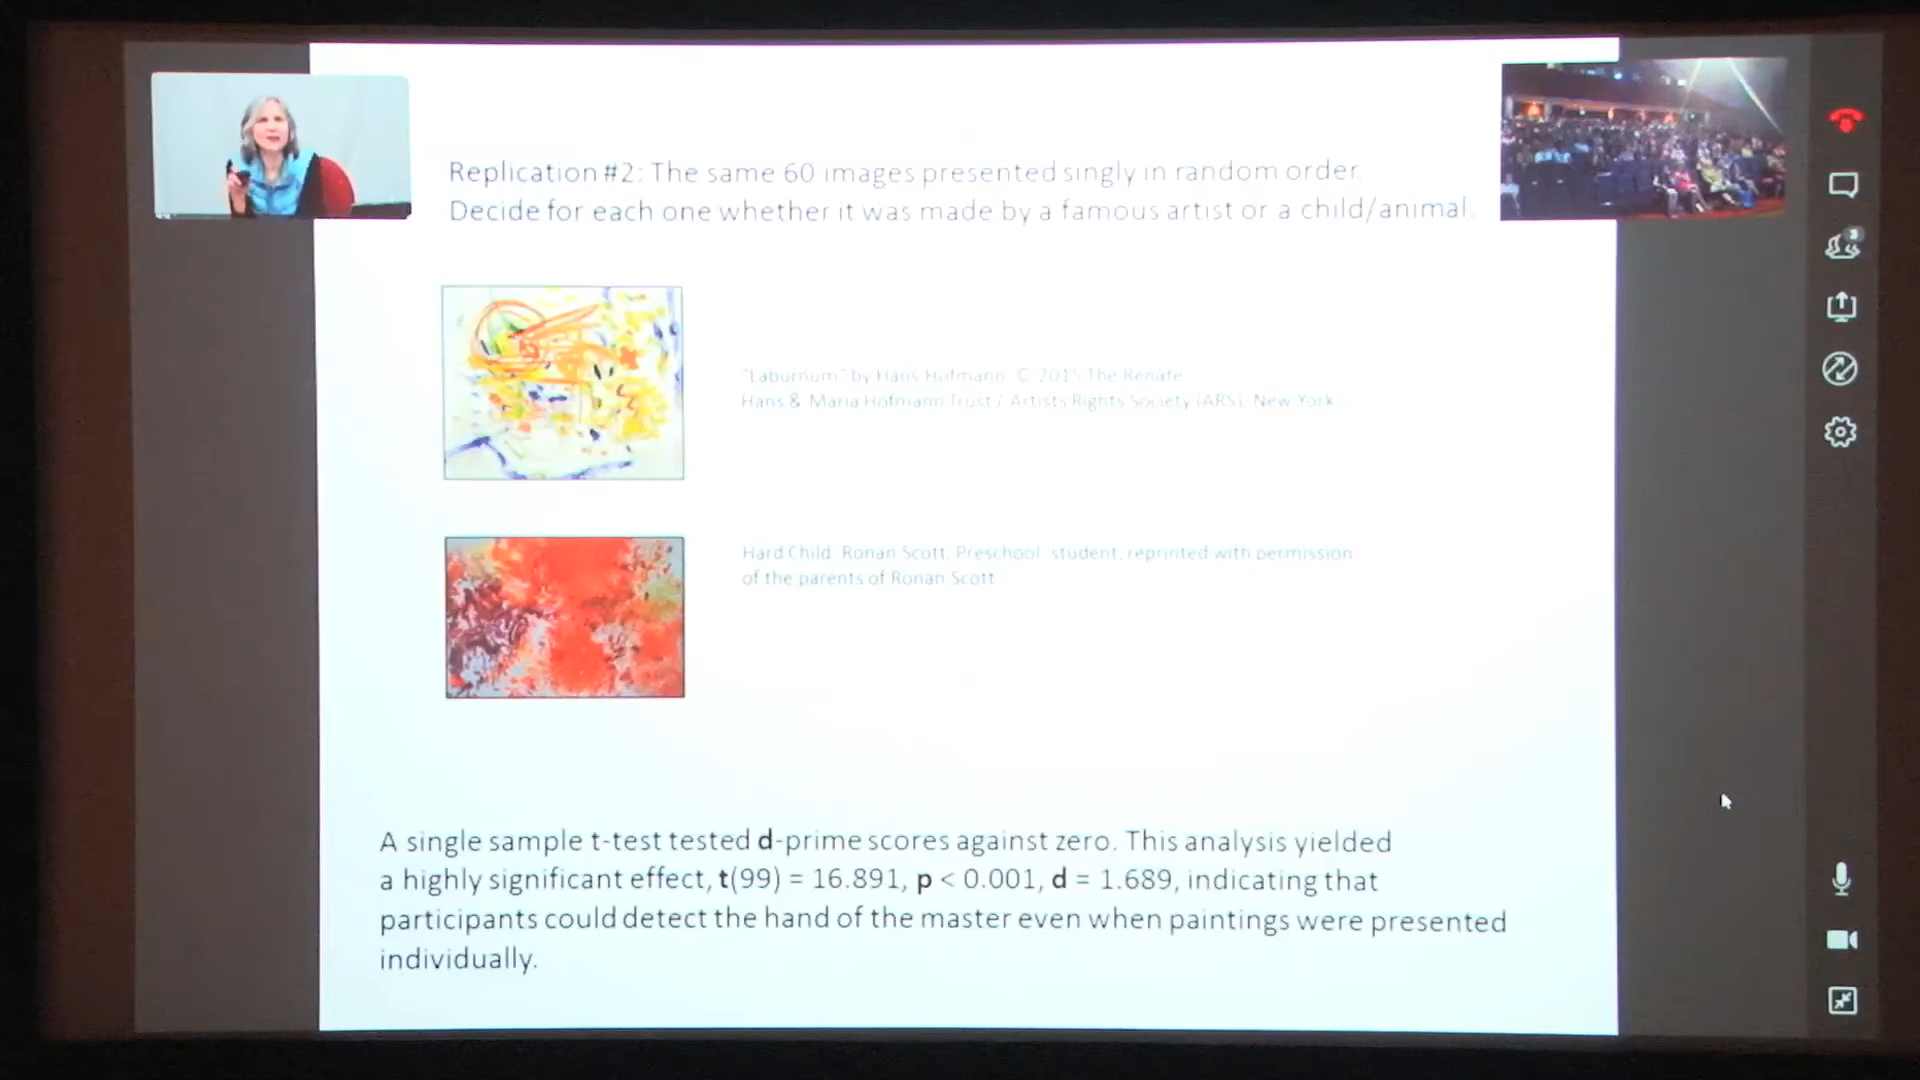 Replication #2: The same 60 images presented singly in random order.
Decide for each one whether it was made by a famous artist or a child/animal.
3
"Laburnum" by Hans Hofmann. © 2015 The Renate,
Hans & Maria Hofmann Trust / Artists Rights Society (ARS), New York
Hard Child: Ronan Scott, Preschool student, reprinted with permission
of the parents of Ronan Scott
A single sample t-test tested d-prime scores against zero. This analysis yielded
a highly significant effect, t(99) = 16.891, p < 0.001, d = 1.689, indicating that
participants could detect the hand of the master even when paintings were presented
individually.